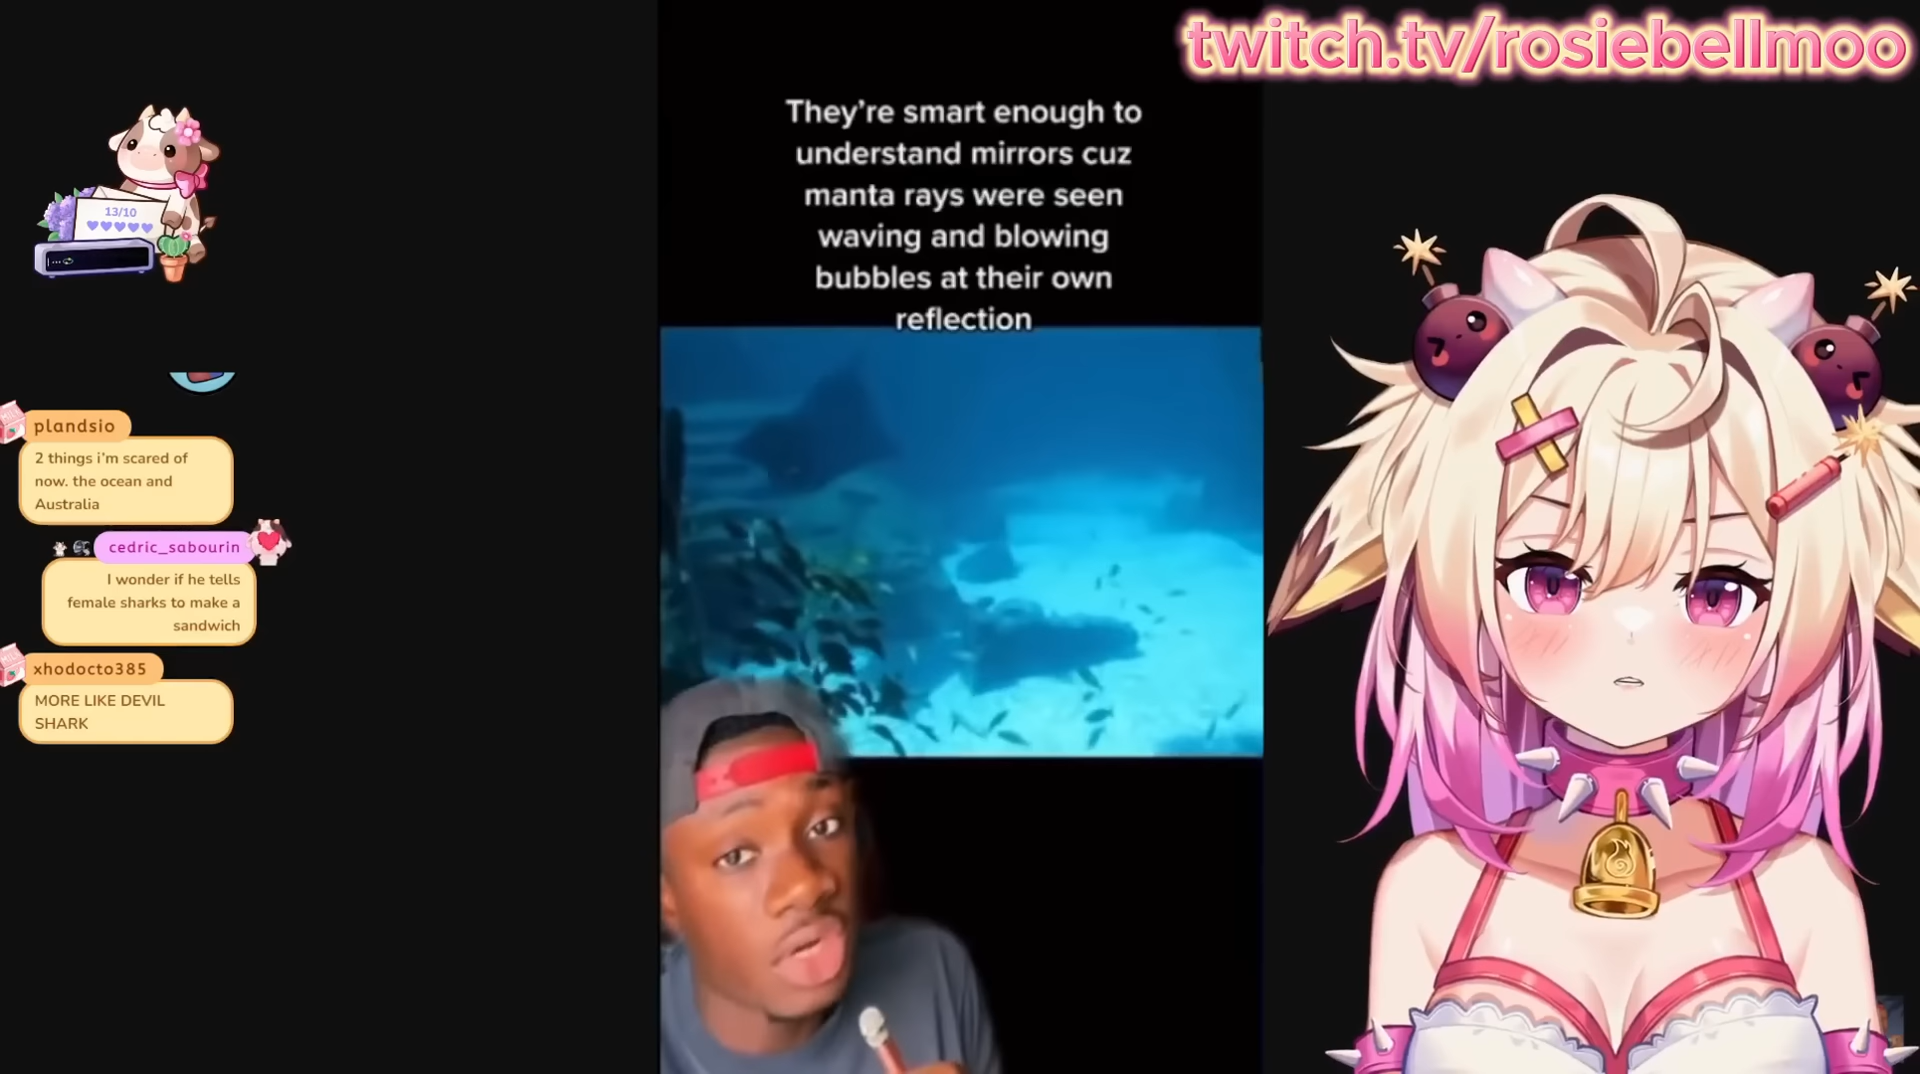 twitch.tv/rosiebellmoo
They're smart enough to
understand mirrors cuz
manta rays were seen
waving and blowing
bubbles at their own
reflection
13/10
plandsio
2 things i'm scared of
now. the ocean and
Australia
cedric_sabourin
I wonder if he tells
female sharks to make a
sandwich
xhodocto385
MORE LIKE DEVIL
SHARK